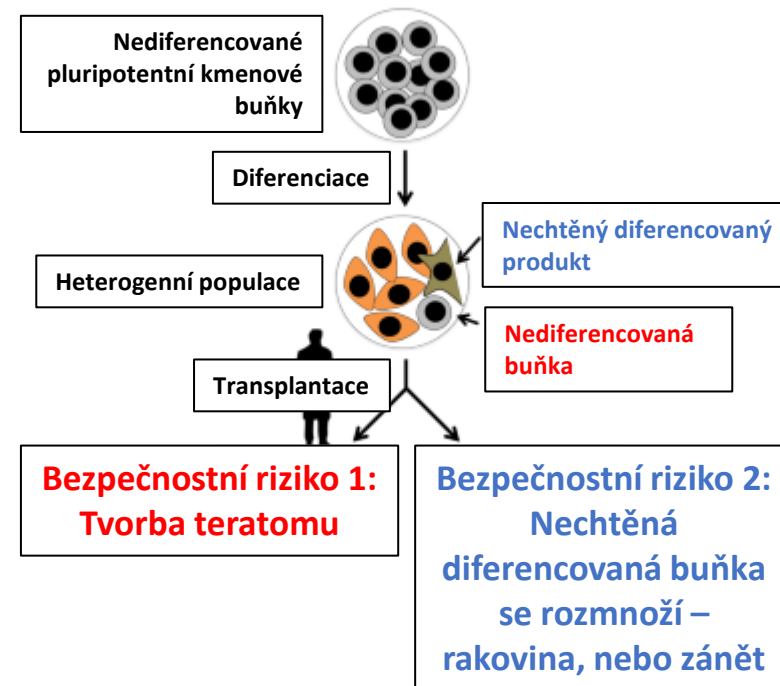 Nediferencované
pluripotentní kmenové
buňky
Diferenciace
Nechtěný diferencovaný
produkt
Heterogenní populace
Nediferencovaná
buňka
Transplantace
Bezpečnostní riziko 1:
Tvorba teratomu
Bezpečnostní riziko 2:
Nechtěná
diferencovaná buňka
se rozmnoží –
rakovina, nebo zánět